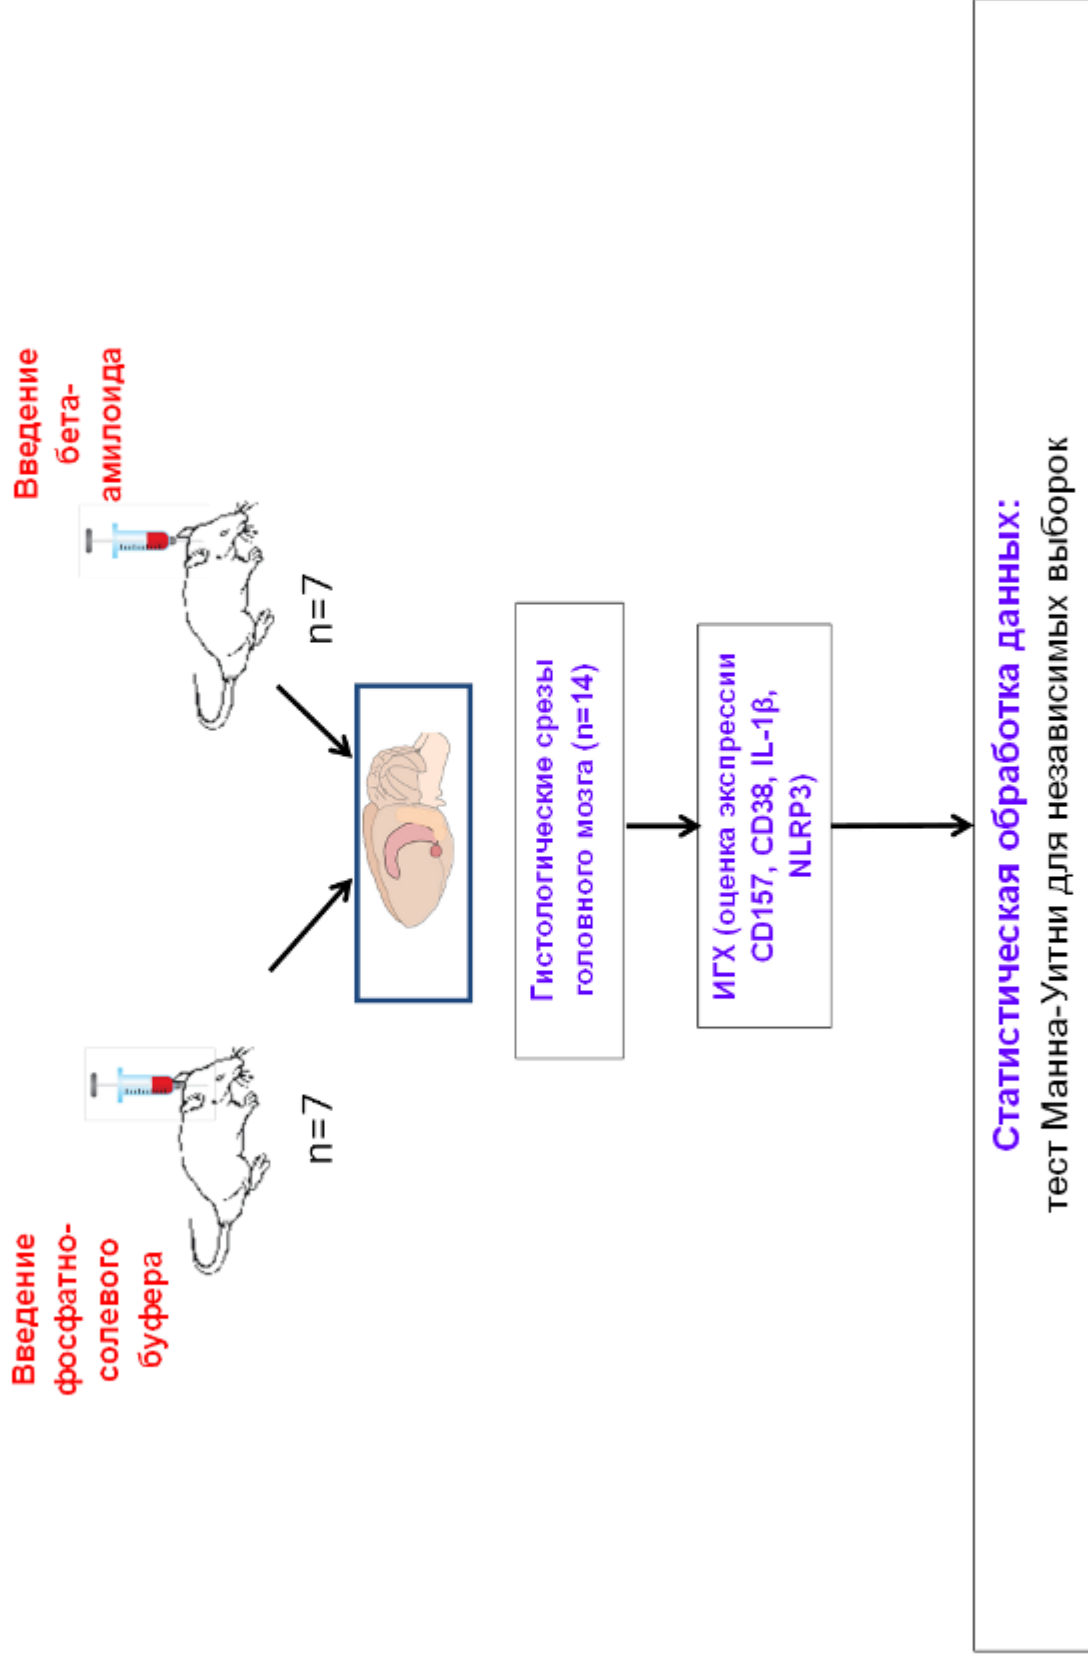 Введение
фосфатно-
солевого
буфера
n=7
Введение
бета-
амилоида
n=7
Гистологические срезы
головного мозга (n=14)
ИГХ (оценка экспрессии
CD157, CD38, IL-1β,
NLRP3)
Статистическая обработка данных:
тест Манна-Уитни для независимых выборок